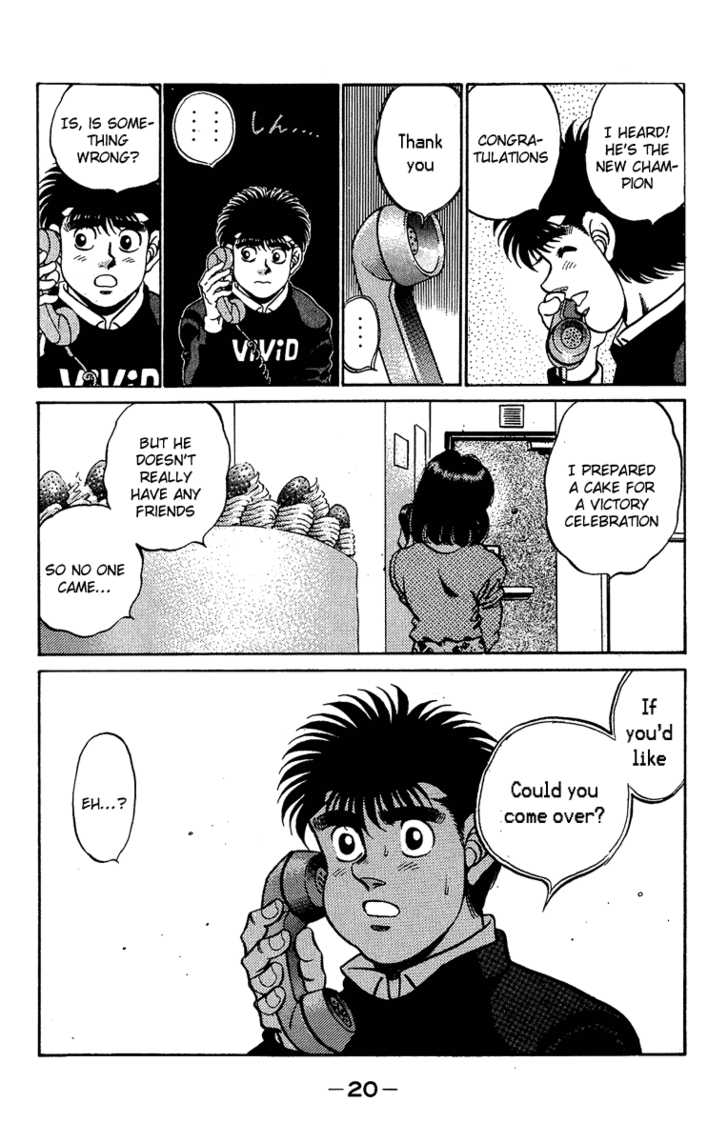 I HEARD!
HE'S THE
NEW CHAM-
PION
CONGRA-
TULATIONS
Thank
you
...
しん....
......
ViViD
IS, IS SOME-
THING
WRONG?
ViViD
I PREPARED
A CAKE FOR
A VICTORY
CELEBRATION
BUT HE
DOESN'T
REALLY
HAVE ANY
FRIENDS
SO NO ONE
CAME...
If
you'd
like
Could you
come over?
EH...?
-20-